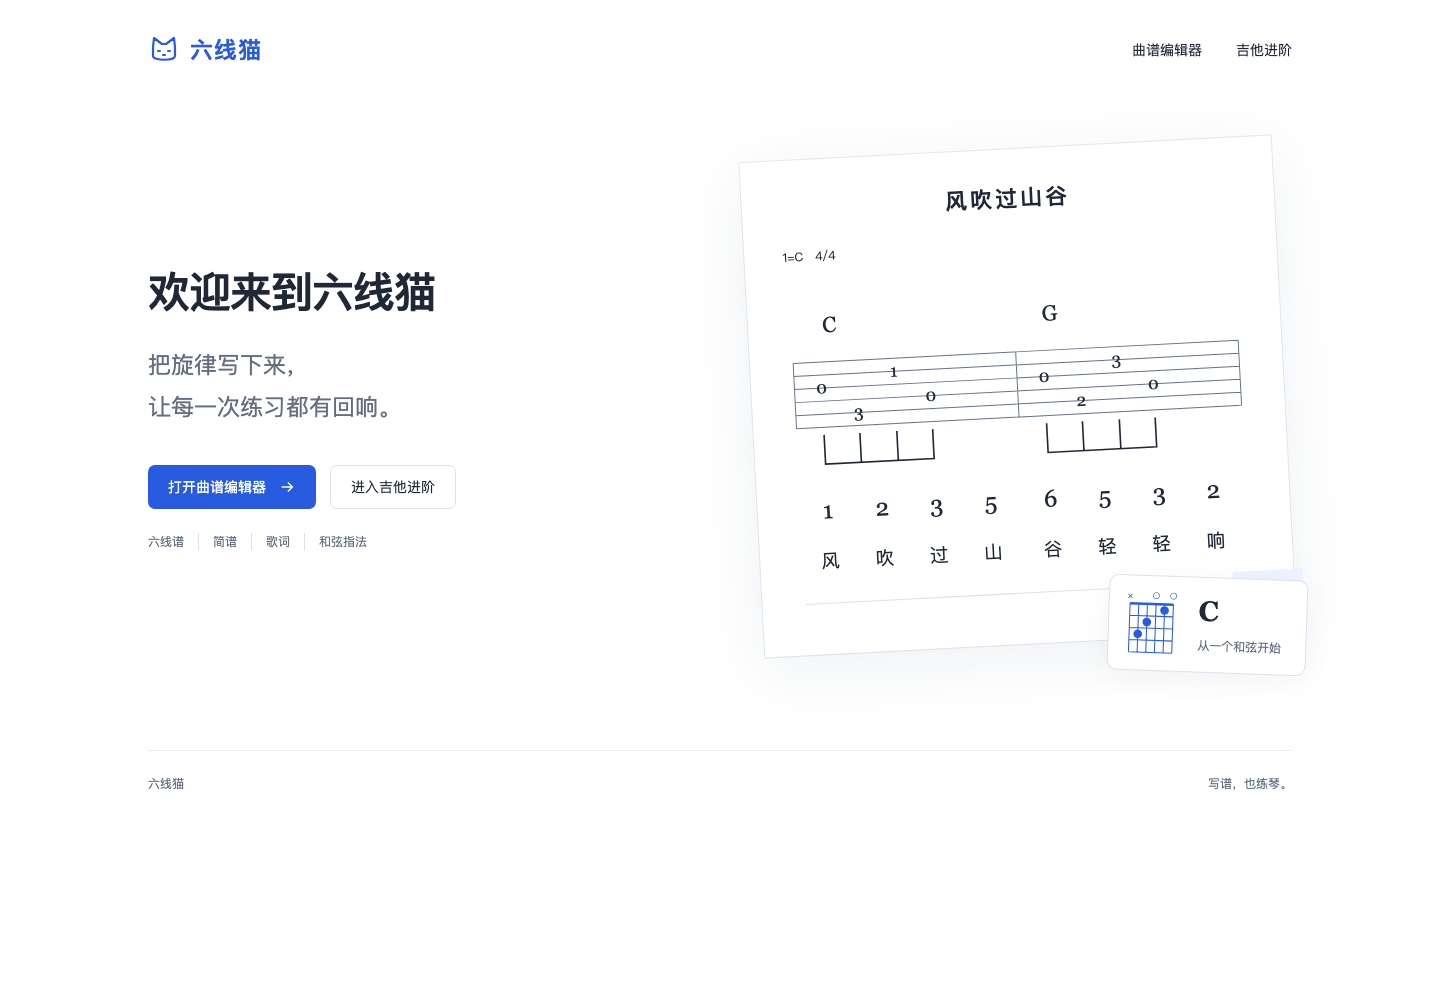 六线猫
曲谱编辑器 吉他进阶
欢迎来到六线猫
把旋律写下来，
让每一次练习都有回响。
打开曲谱编辑器 → 进入吉他进阶
六线谱 简谱 歌词 和弦指法
风吹过山谷
1=C 4/4
C G
0 3 1 0 0 2 3 0
1 2 3 5 6 5 3 2
风 吹 过 山 谷 轻 轻 响
× ○ ○
C
从一个和弦开始
六线猫
写谱，也练琴。